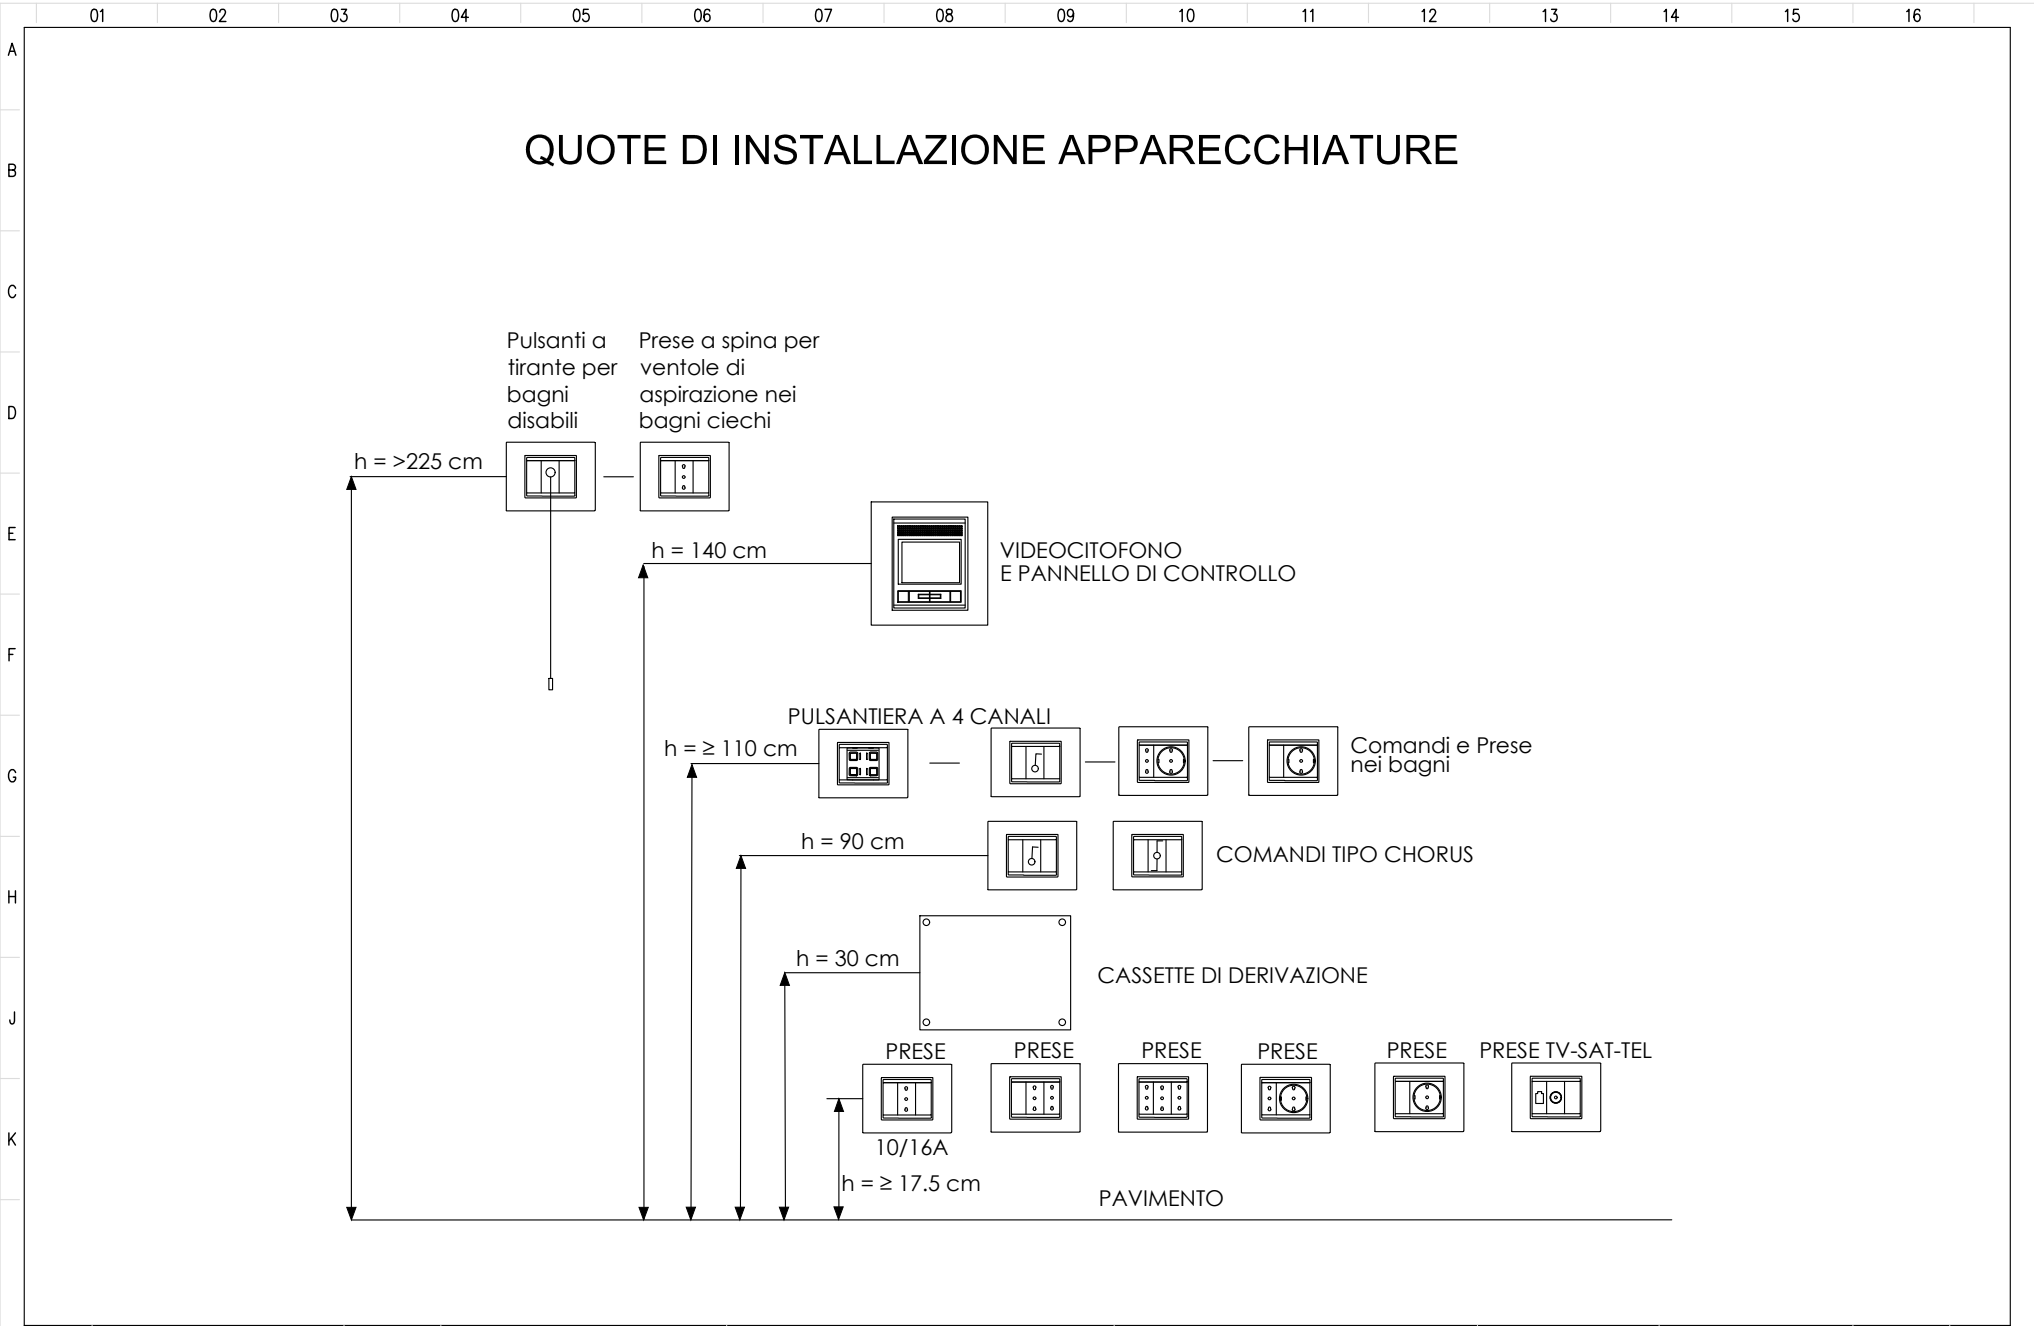 01 02 03 04 05 06 07 08 09 10 11 12 13 14 15 16
A
B
C
D
E
F
G
H
J
K
QUOTE DI INSTALLAZIONE APPARECCHIATURE
Pulsanti a
tirante per
bagni
disabili
Prese a spina per
ventole di
aspirazione nei
bagni ciechi
h = >225 cm
h = 140 cm
VIDEOCITOFONO
E PANNELLO DI CONTROLLO
PULSANTIERA A 4 CANALI
h = ≥ 110 cm
Comandi e Prese
nei bagni
h = 90 cm
COMANDI TIPO CHORUS
h = 30 cm
CASSETTE DI DERIVAZIONE
PRESE PRESE PRESE PRESE PRESE PRESE TV-SAT-TEL
10/16A
h = ≥ 17.5 cm
PAVIMENTO